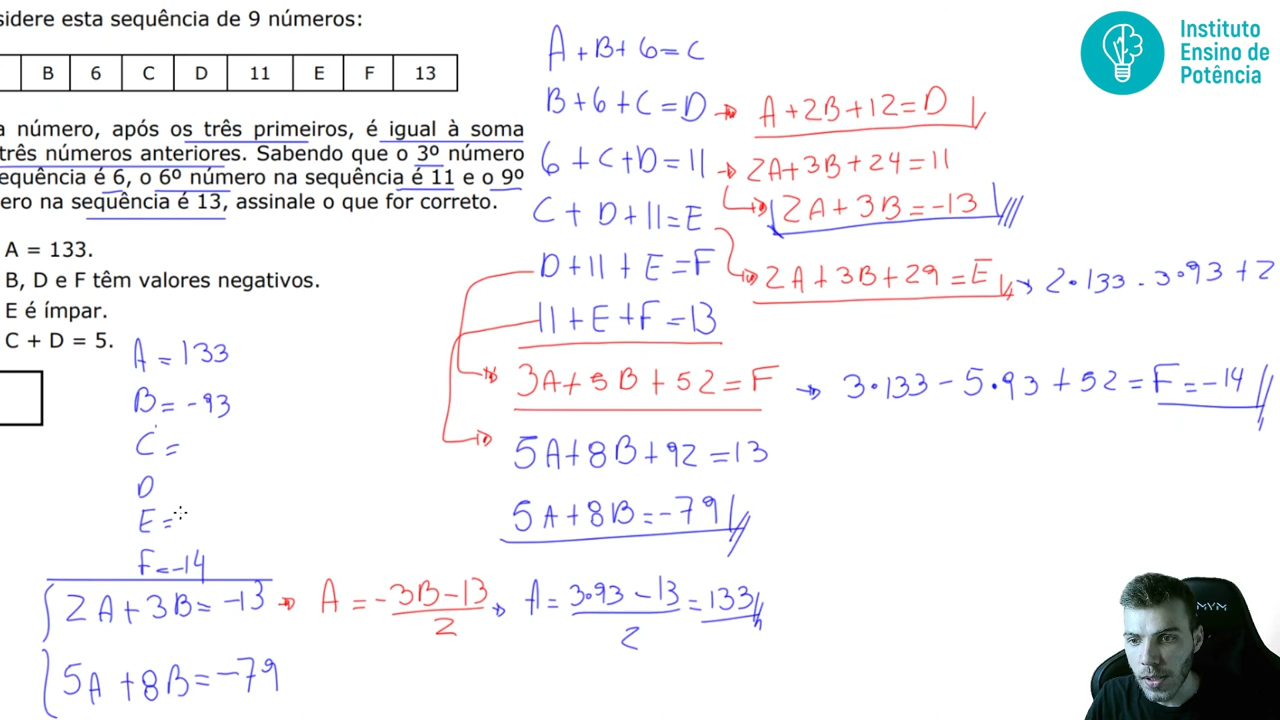 sidere esta sequência de 9 números:
B 6 C D 11 E F 13
a número, após os três primeiros, é igual à soma
três números anteriores. Sabendo que o 3º número
equência é 6, o 6º número na sequência é 11 e o 9º
ero na sequência é 13, assinale o que for correto.
A = 133.
B, D e F têm valores negativos.
E é ímpar.
C + D = 5.
A = 133
B = -93
C =
D
E =
F = -14
2A + 3B = -13 → A = -3B - 13 / 2 → A = 3•93 - 13 / 2 = 133
5A + 8B = -79
A + B + 6 = C
B + 6 + C = D → A + 2B + 12 = D
6 + C + D = 11 → 2A + 3B + 24 = 11
2A + 3B = -13
C + D + 11 = E
D + 11 + E = F
2A + 3B + 29 = E → 2•133 - 3•93 + 2
11 + E + F = 13
3A + 5B + 52 = F → 3•133 - 5•93 + 52 = F = -14
5A + 8B + 92 = 13
5A + 8B = -79
Instituto
Ensino de
Potência
MYM